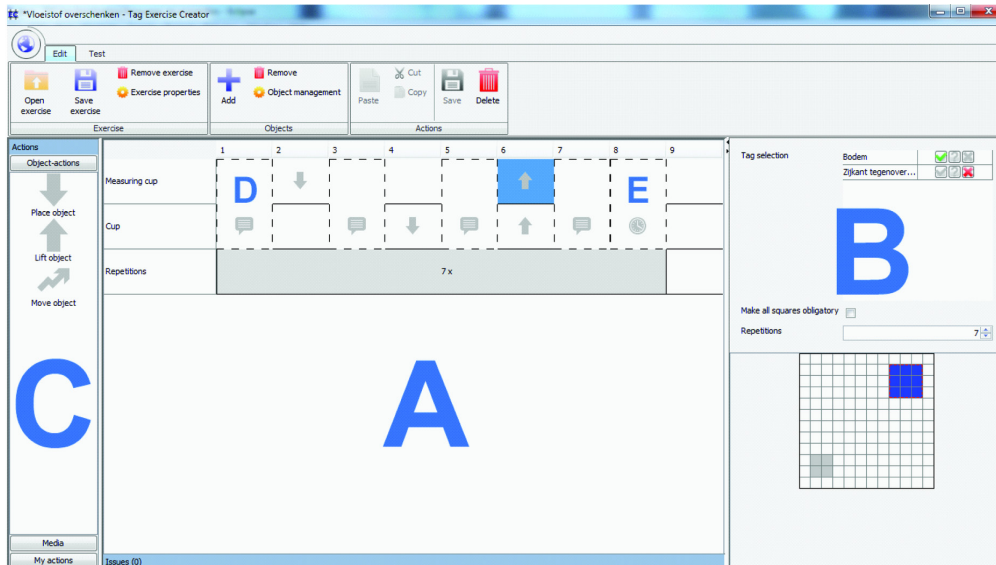 *Vloeistof overschenken - Tag Exercise Creator
Edit Test
Open exercise
Save exercise
Remove exercise
Exercise properties
Exercise
Add
Remove
Object management
Objects
Paste
Cut
Copy
Save
Delete
Actions
Actions
Object-actions
Place object
Lift object
Move object
C
Media
My actions
1 2 3 4 5 6 7 8 9
Measuring cup
D
E
Cup
Repetitions
7 x
A
Issues (0)
Tag selection
Bodem
Zijkant tegenover...
B
Make all squares obligatory
Repetitions
7